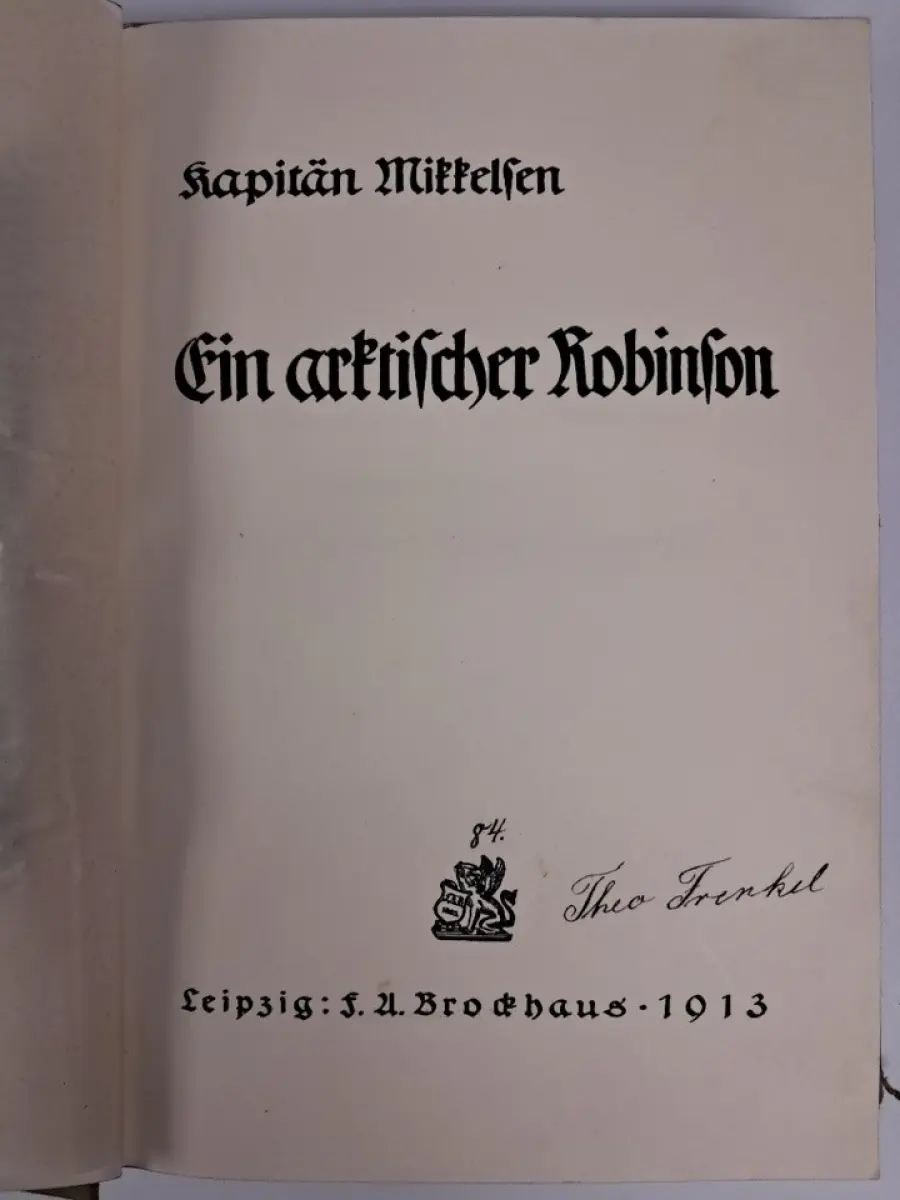 Kapitän Mikkelsen
Ein arktischer Robinson
84.
Theo Frenkel
Leipzig: F. A. Brockhaus · 1913